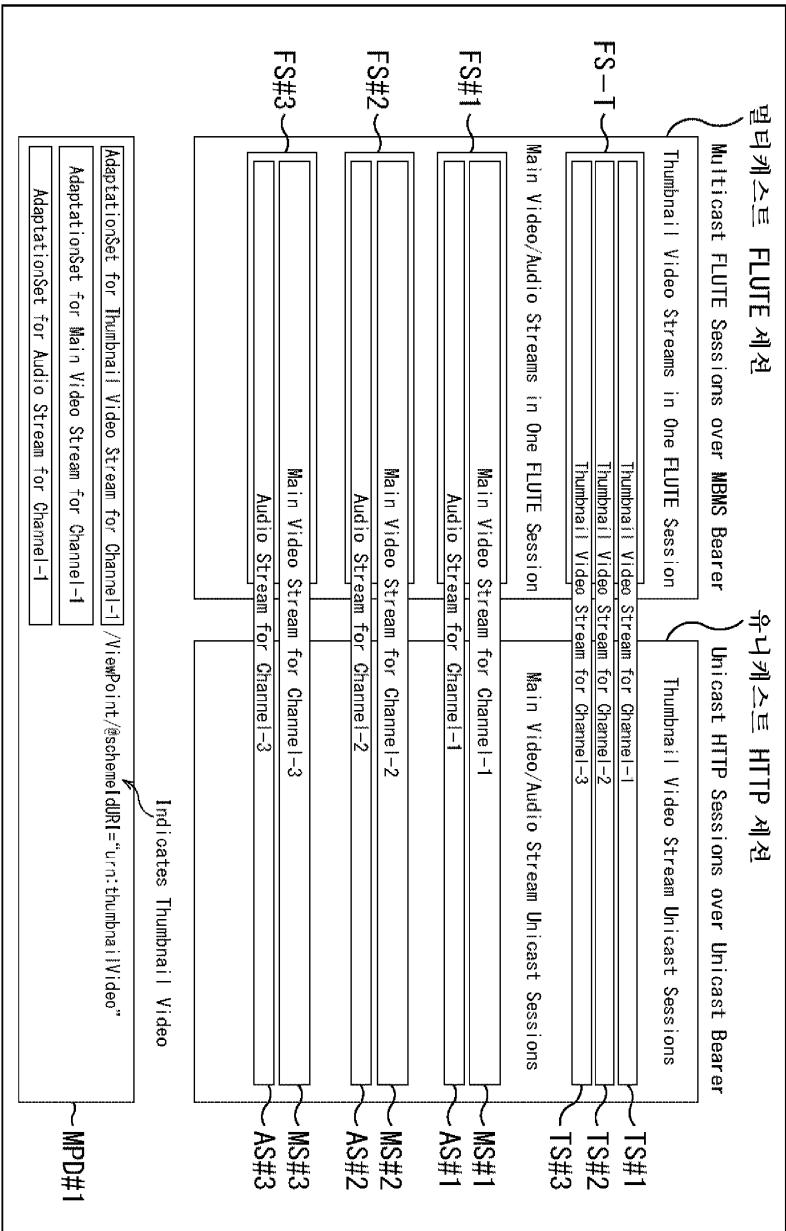 멀티캐스트 FLUTE 세션
Multicast FLUTE Sessions over MBMS Bearer
유니캐스트 HTTP 세션
Unicast HTTP Sessions over Unicast Bearer
Thumbnail Video Streams in One FLUTE Session
Thumbnail Video Stream Unicast Sessions
FS-T
Thumbnail Video Stream for Channel-1
TS#1
Thumbnail Video Stream for Channel-2
TS#2
Thumbnail Video Stream for Channel-3
TS#3
Main Video/Audio Streams in One FLUTE Session
Main Video/Audio Stream Unicast Sessions
FS#1
Main Video Stream for Channel-1
MS#1
Audio Stream for Channel-1
AS#1
FS#2
Main Video Stream for Channel-2
MS#2
Audio Stream for Channel-2
AS#2
FS#3
Main Video Stream for Channel-3
MS#3
Audio Stream for Channel-3
AS#3
Indicates Thumbnail Video
AdaptationSet for Thumbnail Video Stream for Channel-1 /ViewPoint/@schemeIdURI="urn:thumbnailVideo"
AdaptationSet for Main Video Stream for Channel-1
AdaptationSet for Audio Stream for Channel-1
MPD#1